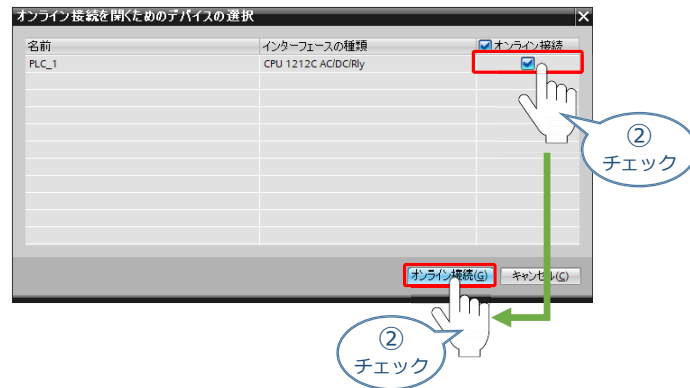 オンライン接続を開くためのデバイスの選択
名前 インターフェースの種類 オンライン接続
PLC_1 CPU 1212C AC/DC/Rly
②
チェック
オンライン接続(G) キャンセル(C)
②
チェック